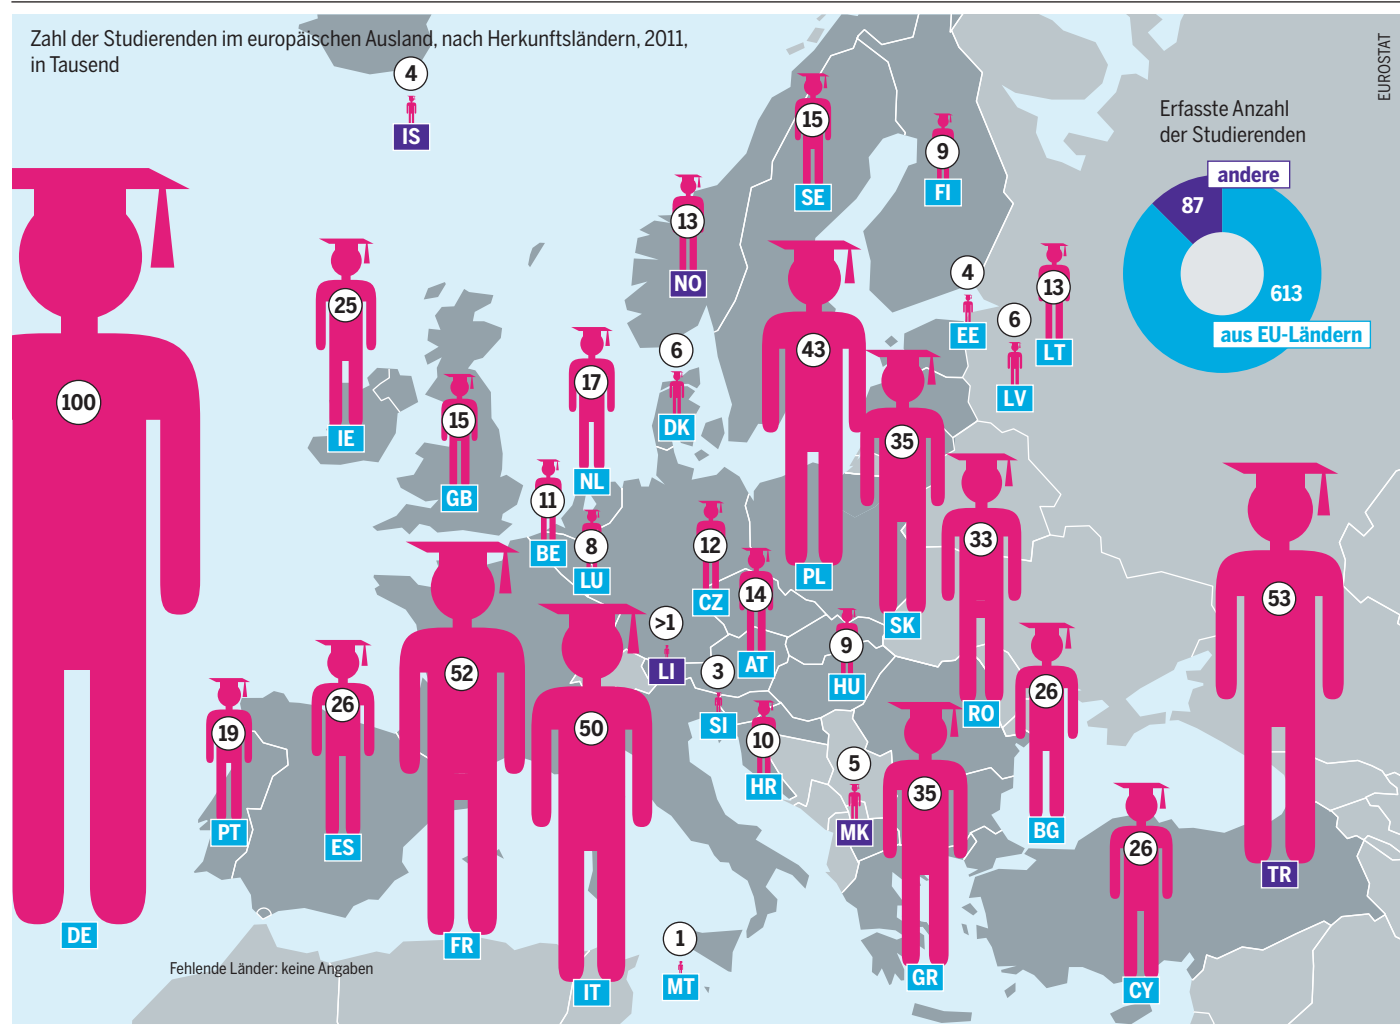 Zahl der Studierenden im europäischen Ausland, nach Herkunftsländern, 2011,
in Tausend
EUROSTAT
Erfasste Anzahl
der Studierenden
andere
87
613
aus EU-Ländern
4
IS
15
SE
9
FI
13
NO
25
IE
4
EE
13
LT
6
LV
6
DK
17
NL
43
PL
100
DE
15
GB
35
SK
11
BE
8
LU
12
CZ
33
RO
14
AT
53
TR
>1
LI
9
HU
3
SI
52
FR
26
ES
19
PT
50
IT
10
HR
5
MK
35
GR
26
BG
26
CY
1
MT
Fehlende Länder: keine Angaben